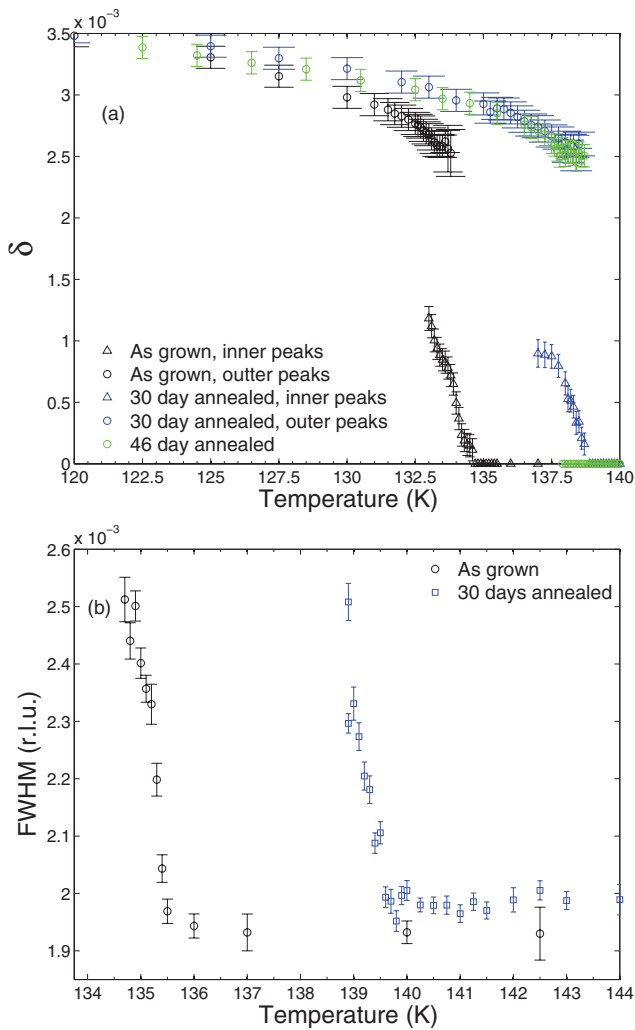 x 10⁻³
3.5
3
2.5
2
1.5
1
0.5
0
(a)
δ
As grown, inner peaks
As grown, outter peaks
30 day annealed, inner peaks
30 day annealed, outer peaks
46 day annealed
120 122.5 125 127.5 130 132.5 135 137.5 140
Temperature (K)
x 10⁻³
2.6
2.5
2.4
2.3
2.2
2.1
2
1.9
(b)
FWHM (r.l.u.)
As grown
30 days annealed
134 135 136 137 138 139 140 141 142 143 144
Temperature (K)